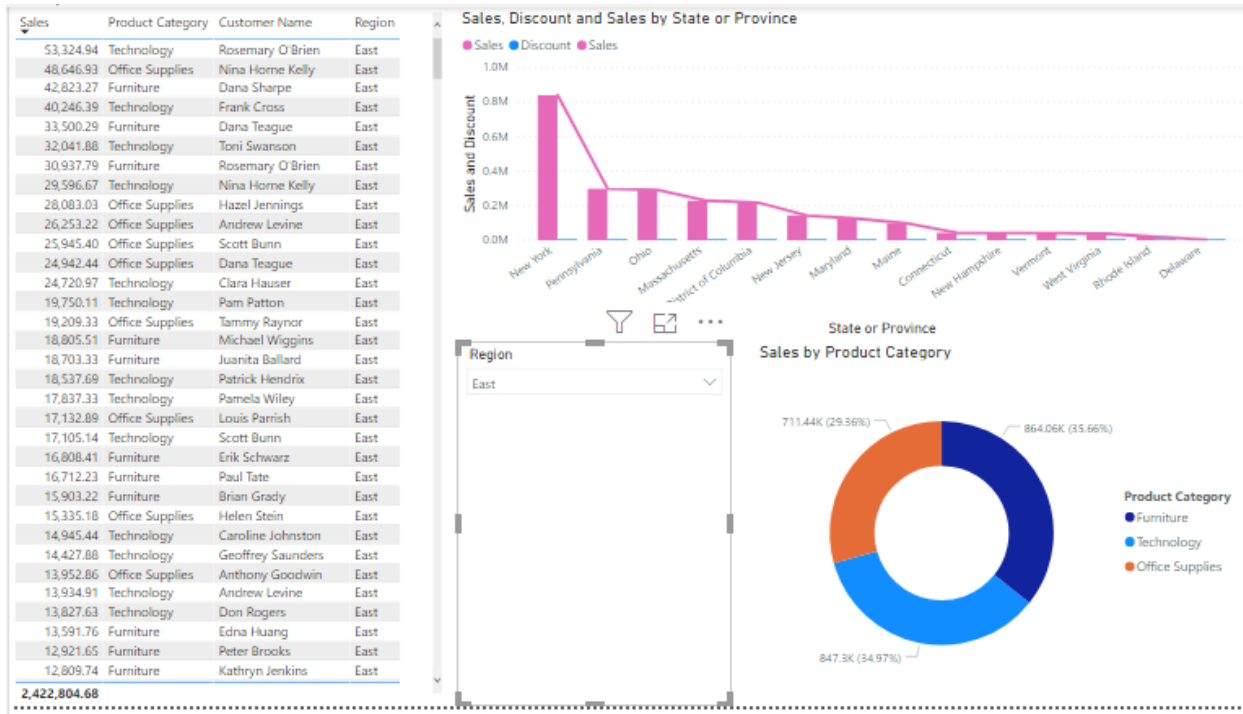 Sales Product Category Customer Name Region
53,324.94 Technology Rosemary O'Brien East
48,646.93 Office Supplies Nina Horne Kelly East
42,823.27 Furniture Dana Sharpe East
40,246.39 Technology Frank Cross East
33,500.29 Furniture Dana Teague East
32,041.88 Technology Toni Swanson East
30,937.79 Furniture Rosemary O'Brien East
29,596.67 Technology Nina Horne Kelly East
28,083.03 Office Supplies Hazel Jennings East
26,253.22 Office Supplies Andrew Levine East
25,945.40 Office Supplies Scott Bunn East
24,942.44 Office Supplies Dana Teague East
24,720.97 Technology Clara Hauser East
19,750.11 Technology Pam Patton East
19,209.33 Office Supplies Tammy Raynor East
18,805.51 Furniture Michael Wiggins East
18,703.33 Furniture Juanita Ballard East
18,537.69 Technology Patrick Hendrix East
17,837.33 Technology Pamela Wiley East
17,132.89 Office Supplies Louis Parrish East
17,105.14 Technology Scott Bunn East
16,808.41 Furniture Erik Schwarz East
16,712.23 Furniture Paul Tate East
15,903.22 Furniture Brian Grady East
15,335.18 Office Supplies Helen Stein East
14,945.44 Technology Caroline Johnston East
14,427.88 Technology Geoffrey Saunders East
13,952.86 Office Supplies Anthony Goodwin East
13,934.91 Technology Andrew Levine East
13,827.63 Technology Don Rogers East
13,591.76 Furniture Edna Huang East
12,921.65 Furniture Peter Brooks East
12,809.74 Furniture Kathryn Jenkins East
2,422,804.68
Sales, Discount and Sales by State or Province
Sales Discount Sales
Sales and Discount
1.0M
0.8M
0.6M
0.4M
0.2M
0.0M
New York
Pennsylvania
Ohio
Massachusetts
istrict of Columbia
New Jersey
Maryland
Maine
Connecticut
New Hampshire
Vermont
West Virginia
Rhode Island
Delaware
State or Province
Region
East
Sales by Product Category
711.44K (29.36%)
864.06K (35.66%)
847.3K (34.97%)
Product Category
Furniture
Technology
Office Supplies